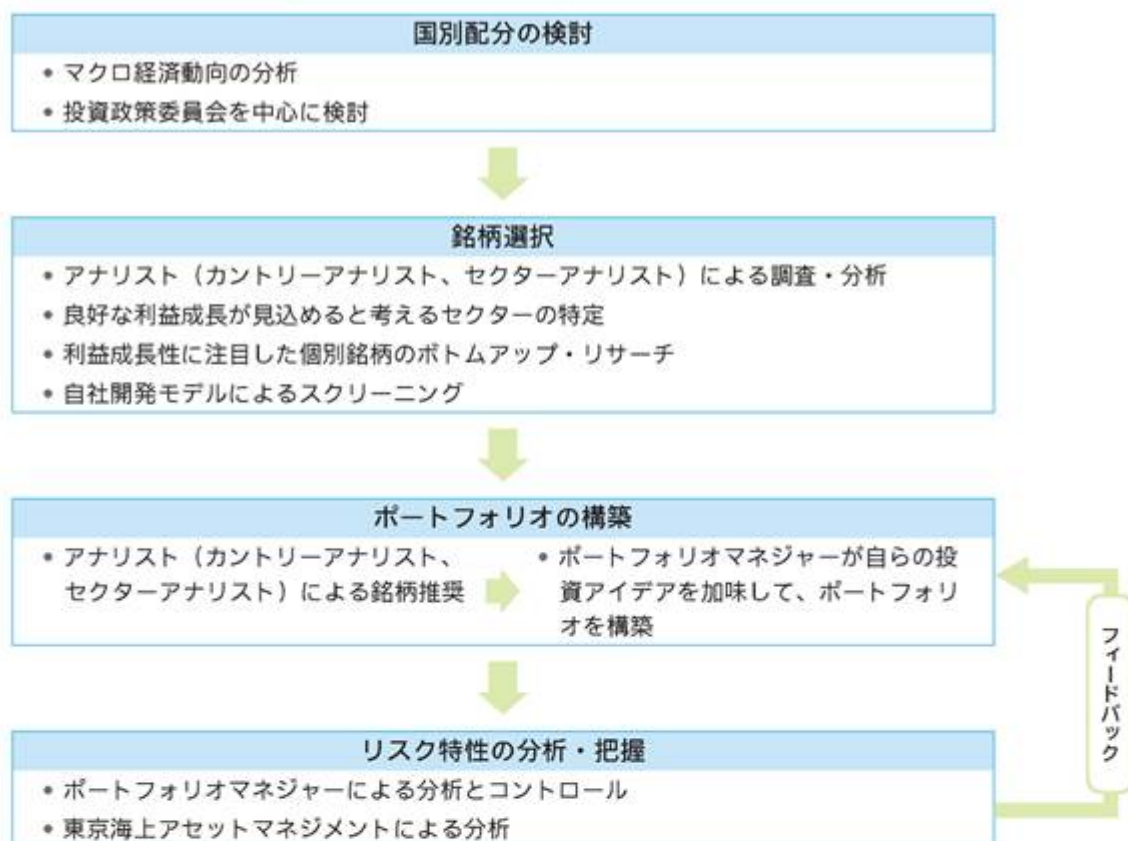 国別配分の検討
• マクロ経済動向の分析
• 投資政策委員会を中心に検討
銘柄選択
• アナリスト（カントリーアナリスト、セクターアナリスト）による調査・分析
• 良好な利益成長が見込めると考えるセクターの特定
• 利益成長性に注目した個別銘柄のボトムアップ・リサーチ
• 自社開発モデルによるスクリーニング
ポートフォリオの構築
• アナリスト（カントリーアナリスト、
セクターアナリスト）による銘柄推奨
• ポートフォリオマネジャーが自らの投
資アイデアを加味して、ポートフォリ
オを構築
フィードバック
リスク特性の分析・把握
• ポートフォリオマネジャーによる分析とコントロール
• 東京海上アセットマネジメントによる分析